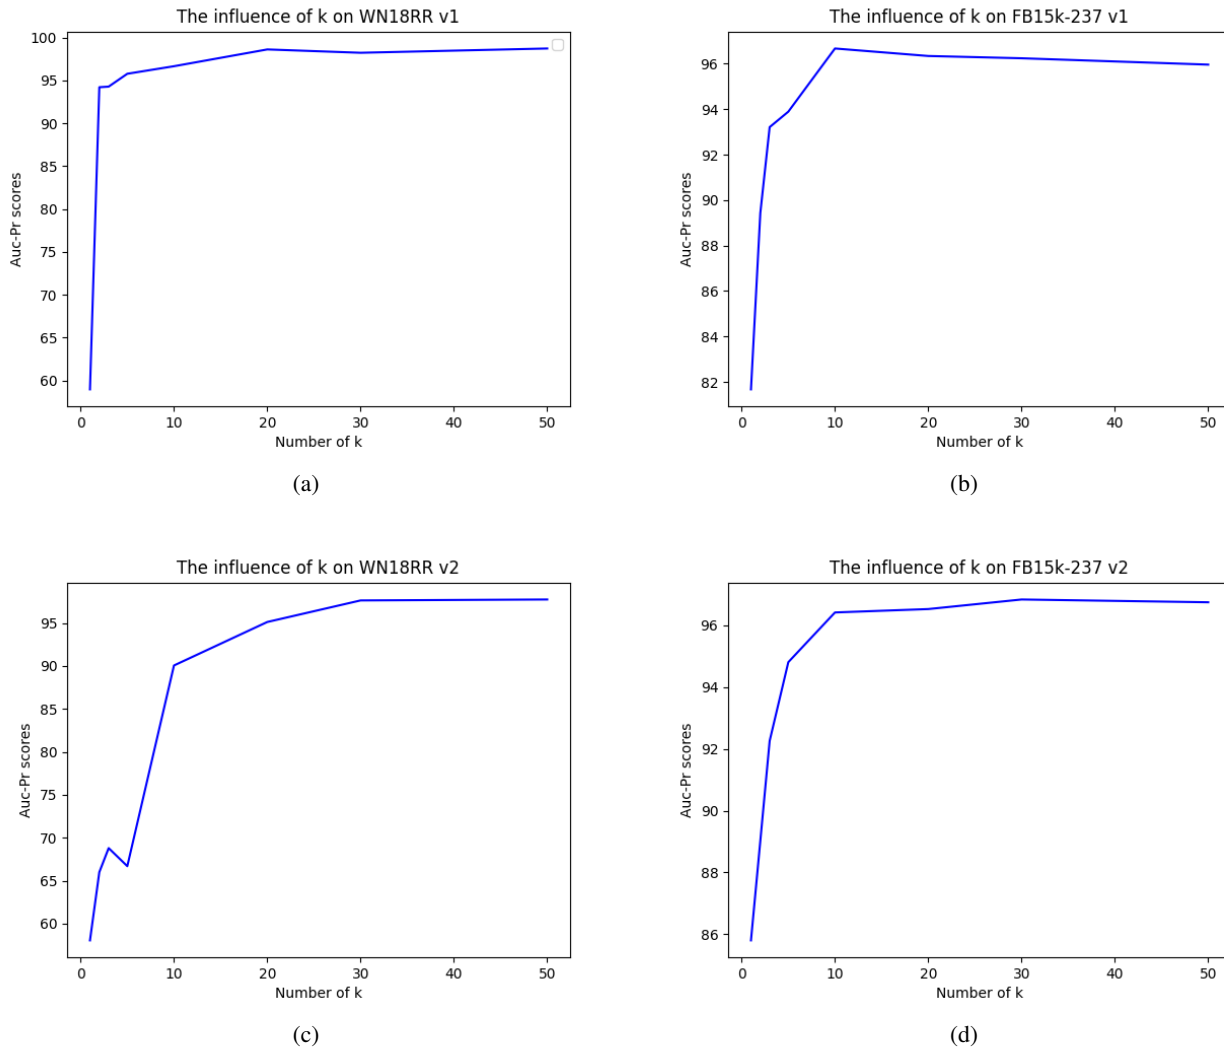 The influence of k on WN18RR v1
100
95
90
85
80
75
70
65
60
Auc-Pr scores
0 10 20 30 40 50
Number of k
(a)
The influence of k on FB15k-237 v1
96
94
92
90
88
86
84
82
Auc-Pr scores
0 10 20 30 40 50
Number of k
(b)
The influence of k on WN18RR v2
95
90
85
80
75
70
65
60
Auc-Pr scores
0 10 20 30 40 50
Number of k
(c)
The influence of k on FB15k-237 v2
96
94
92
90
88
86
Auc-Pr scores
0 10 20 30 40 50
Number of k
(d)